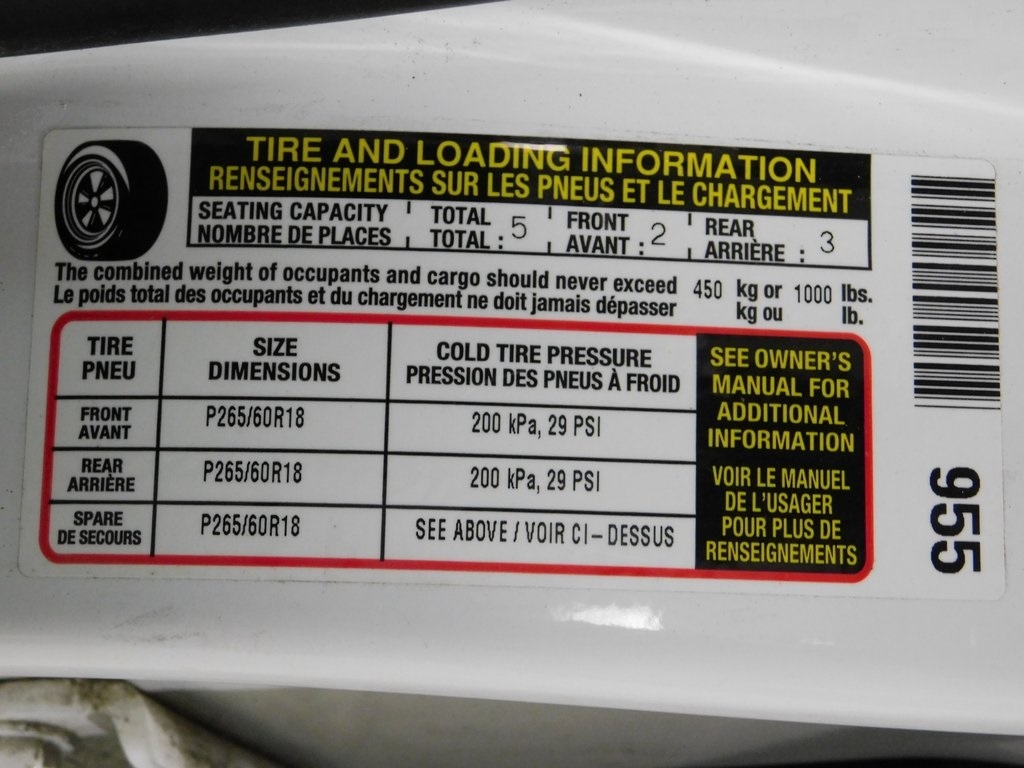 TIRE AND LOADING INFORMATION
RENSEIGNEMENTS SUR LES PNEUS ET LE CHARGEMENT
SEATING CAPACITY TOTAL FRONT REAR
NOMBRE DE PLACES TOTAL : 5 AVANT : 2 ARRIÈRE : 3
The combined weight of occupants and cargo should never exceed 450 kg or 1000 lbs.
Le poids total des occupants et du chargement ne doit jamais dépasser kg ou lb.
TIRE SIZE COLD TIRE PRESSURE
PNEU DIMENSIONS PRESSION DES PNEUS À FROID
FRONT
AVANT
P265/60R18
200 kPa, 29 PSI
REAR
ARRIÈRE
P265/60R18
200 kPa, 29 PSI
SPARE
DE SECOURS
P265/60R18
SEE ABOVE / VOIR CI-DESSUS
SEE OWNER'S
MANUAL FOR
ADDITIONAL
INFORMATION
VOIR LE MANUEL
DE L'USAGER
POUR PLUS DE
RENSEIGNEMENTS
955